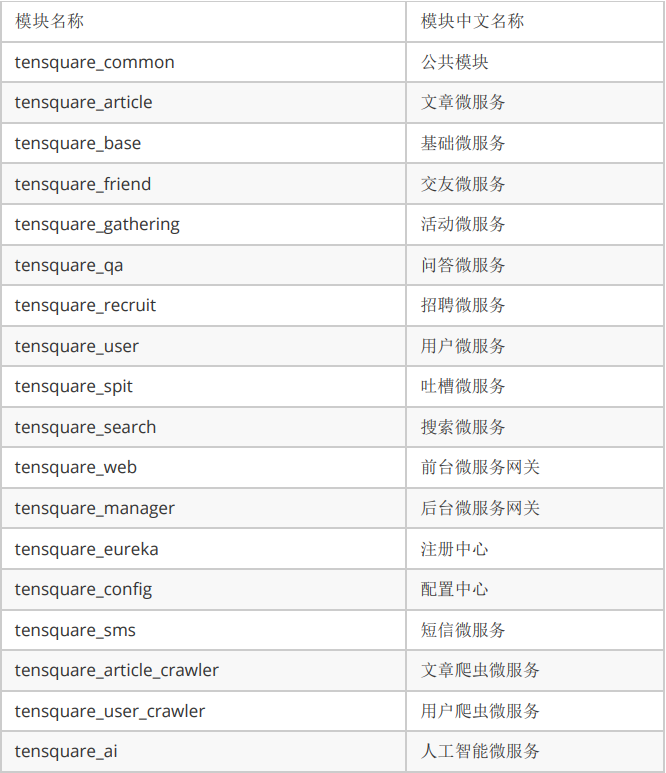 模块名称 模块中文名称
tensquare_common 公共模块
tensquare_article 文章微服务
tensquare_base 基础微服务
tensquare_friend 交友微服务
tensquare_gathering 活动微服务
tensquare_qa 问答微服务
tensquare_recruit 招聘微服务
tensquare_user 用户微服务
tensquare_spit 吐槽微服务
tensquare_search 搜索微服务
tensquare_web 前台微服务网关
tensquare_manager 后台微服务网关
tensquare_eureka 注册中心
tensquare_config 配置中心
tensquare_sms 短信微服务
tensquare_article_crawler 文章爬虫微服务
tensquare_user_crawler 用户爬虫微服务
tensquare_ai 人工智能微服务